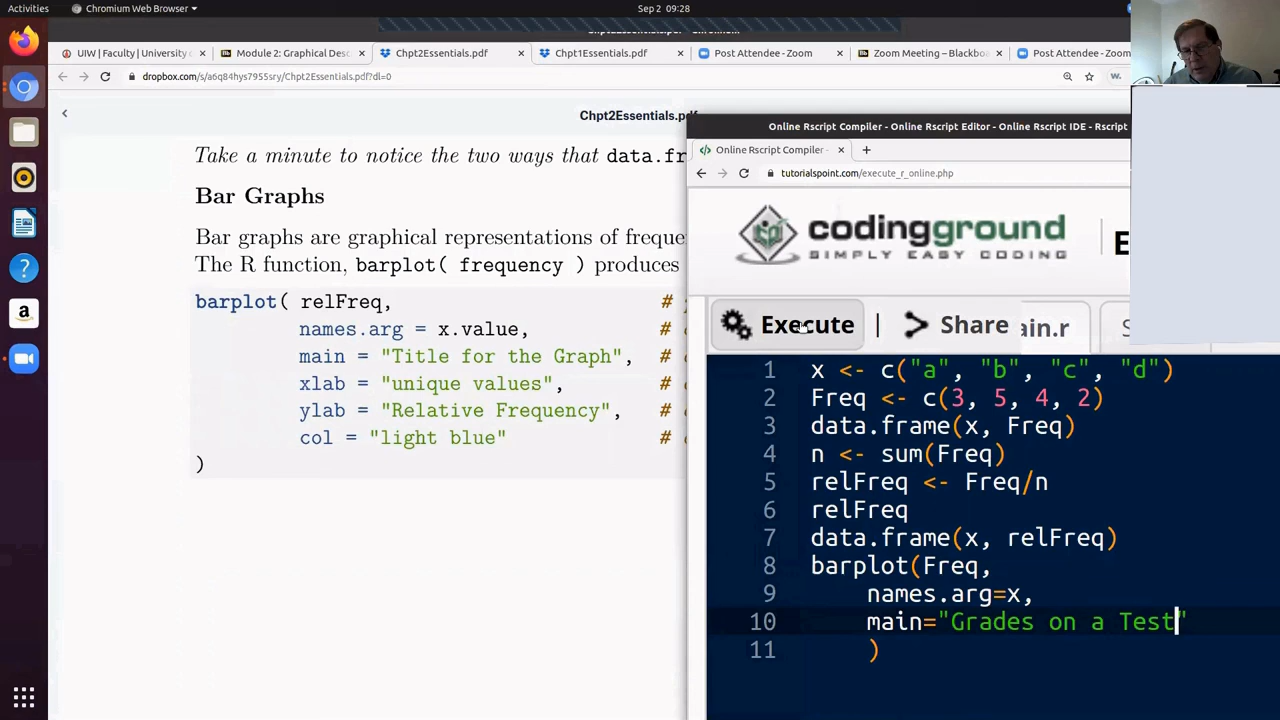 Activities
Chromium Web Browser
Sep 2 09:28
Chpt2Essentials.pdf
UIW | Faculty | University
Module 2: Graphical Des
Chpt2Essentials.pdf
Chpt1Essentials.pdf
Post Attendee - Zoom
Zoom Meeting – Blackboa
Post Attendee - Zoom
dropbox.com/s/a6q84hys7955sry/Chpt2Essentials.pdf?dl=0
Chpt2Essentials.pdf
Take a minute to notice the two ways that data.fr
Bar Graphs
Bar graphs are graphical representations of freque
The R function, barplot( frequency ) produces
barplot( relFreq, #
names.arg = x.value, #
main = "Title for the Graph", #
xlab = "unique values", #
ylab = "Relative Frequency", #
col = "light blue" #
)
Online Rscript Compiler - Online Rscript Editor - Online Rscript IDE - Rscript
Online Rscript Compiler -
tutorialspoint.com/execute_r_online.php
codingground
SIMPLY EASY CODING
E
Execute | Share ain.r
1 x <- c("a", "b", "c", "d")
2 Freq <- c(3, 5, 4, 2)
3 data.frame(x, Freq)
4 n <- sum(Freq)
5 relFreq <- Freq/n
6 relFreq
7 data.frame(x, relFreq)
8 barplot(Freq,
9 names.arg=x,
10 main="Grades on a Test"
11 )